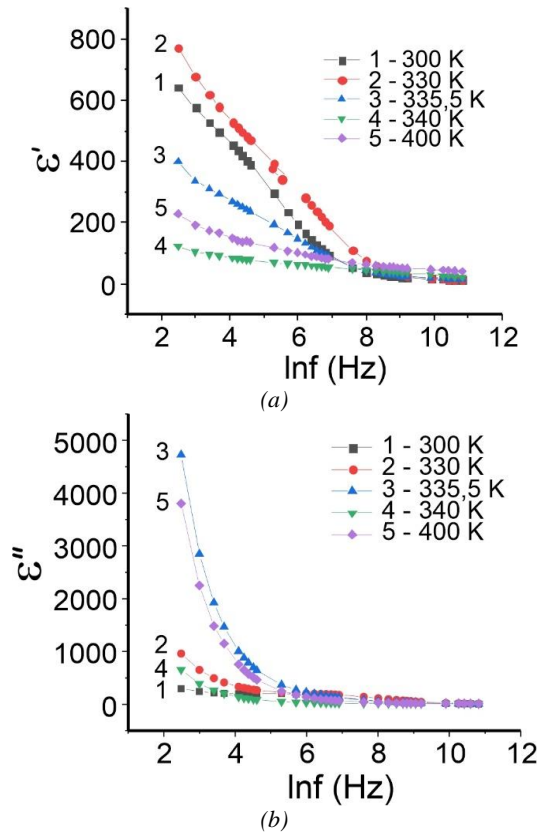 800
600
400
200
0
ε'
2
1
3
5
4
1 - 300 K
2 - 330 K
3 - 335,5 K
4 - 340 K
5 - 400 K
2 4 6 8 10 12
lnf (Hz)
(a)
5000
4000
3000
2000
1000
0
ε"
3
5
2
4
1
1 - 300 K
2 - 330 K
3 - 335,5 K
4 - 340 K
5 - 400 K
2 4 6 8 10 12
lnf (Hz)
(b)